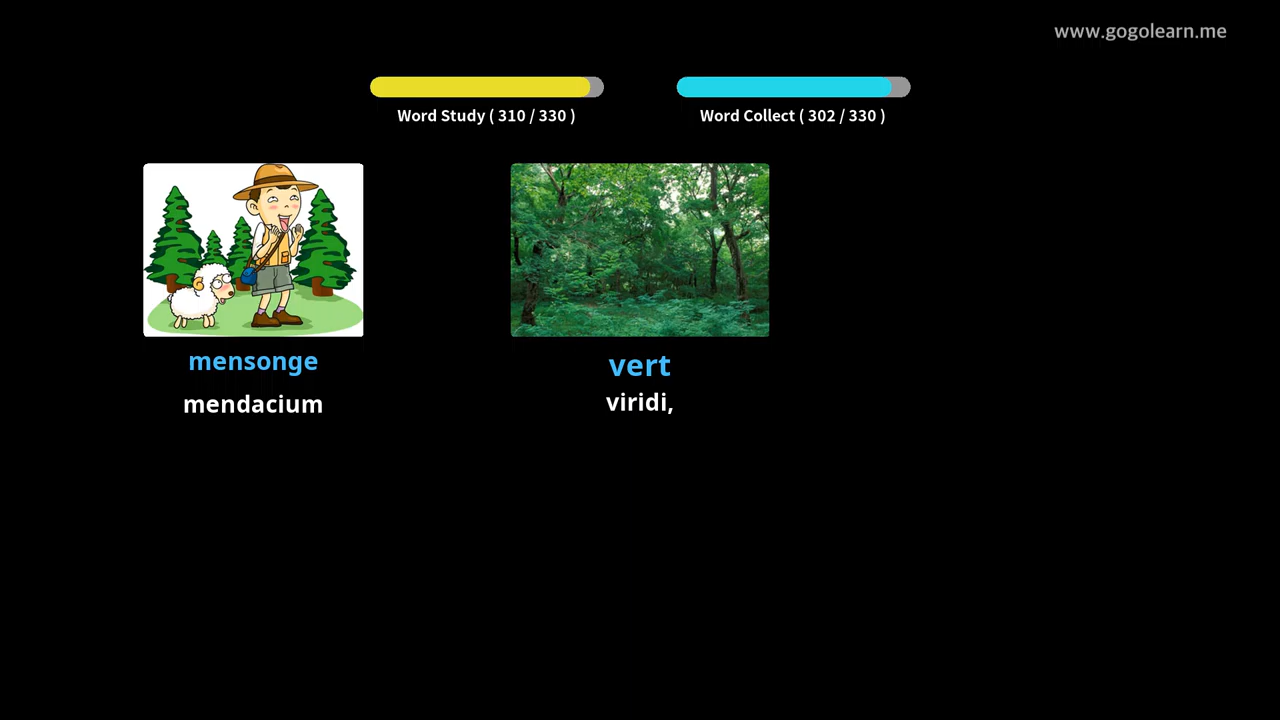 www.gogolearn.me
Word Study ( 310 / 330 )
Word Collect ( 302 / 330 )
mensonge
mendacium
vert
viridi,